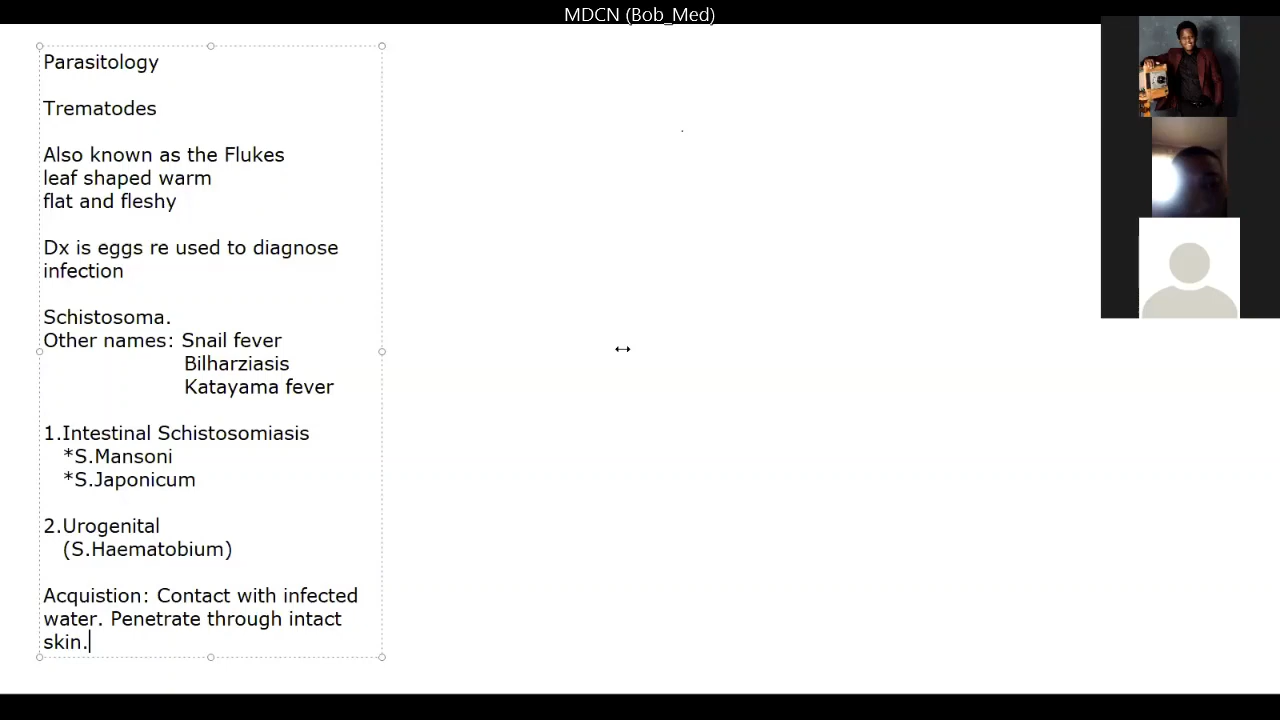 MDCN (Bob_Med)
Parasitology
Trematodes
Also known as the Flukes
leaf shaped warm
flat and fleshy
Dx is eggs re used to diagnose
infection
Schistosoma.
Other names: Snail fever
Bilharziasis
Katayama fever
1.Intestinal Schistosomiasis
*S.Mansoni
*S.Japonicum
2.Urogenital
(S.Haematobium)
Acquistion: Contact with infected
water. Penetrate through intact
skin.